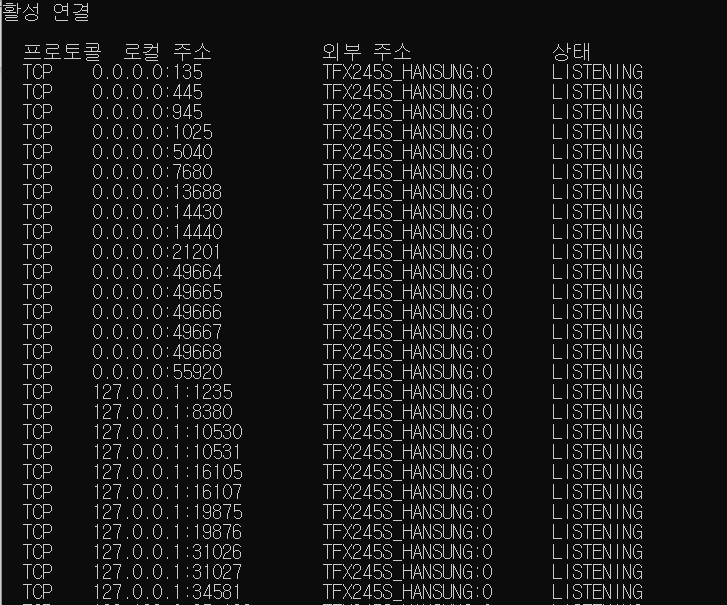 활성 연결
프로토콜 로컬 주소 외부 주소 상태
TCP 0.0.0.0:135 TFX245S_HANSUNG:0 LISTENING
TCP 0.0.0.0:445 TFX245S_HANSUNG:0 LISTENING
TCP 0.0.0.0:945 TFX245S_HANSUNG:0 LISTENING
TCP 0.0.0.0:1025 TFX245S_HANSUNG:0 LISTENING
TCP 0.0.0.0:5040 TFX245S_HANSUNG:0 LISTENING
TCP 0.0.0.0:7680 TFX245S_HANSUNG:0 LISTENING
TCP 0.0.0.0:13688 TFX245S_HANSUNG:0 LISTENING
TCP 0.0.0.0:14430 TFX245S_HANSUNG:0 LISTENING
TCP 0.0.0.0:14440 TFX245S_HANSUNG:0 LISTENING
TCP 0.0.0.0:21201 TFX245S_HANSUNG:0 LISTENING
TCP 0.0.0.0:49664 TFX245S_HANSUNG:0 LISTENING
TCP 0.0.0.0:49665 TFX245S_HANSUNG:0 LISTENING
TCP 0.0.0.0:49666 TFX245S_HANSUNG:0 LISTENING
TCP 0.0.0.0:49667 TFX245S_HANSUNG:0 LISTENING
TCP 0.0.0.0:49668 TFX245S_HANSUNG:0 LISTENING
TCP 0.0.0.0:55920 TFX245S_HANSUNG:0 LISTENING
TCP 127.0.0.1:1235 TFX245S_HANSUNG:0 LISTENING
TCP 127.0.0.1:8380 TFX245S_HANSUNG:0 LISTENING
TCP 127.0.0.1:10530 TFX245S_HANSUNG:0 LISTENING
TCP 127.0.0.1:10531 TFX245S_HANSUNG:0 LISTENING
TCP 127.0.0.1:16105 TFX245S_HANSUNG:0 LISTENING
TCP 127.0.0.1:16107 TFX245S_HANSUNG:0 LISTENING
TCP 127.0.0.1:19875 TFX245S_HANSUNG:0 LISTENING
TCP 127.0.0.1:19876 TFX245S_HANSUNG:0 LISTENING
TCP 127.0.0.1:31026 TFX245S_HANSUNG:0 LISTENING
TCP 127.0.0.1:31027 TFX245S_HANSUNG:0 LISTENING
TCP 127.0.0.1:34581 TFX245S_HANSUNG:0 LISTENING